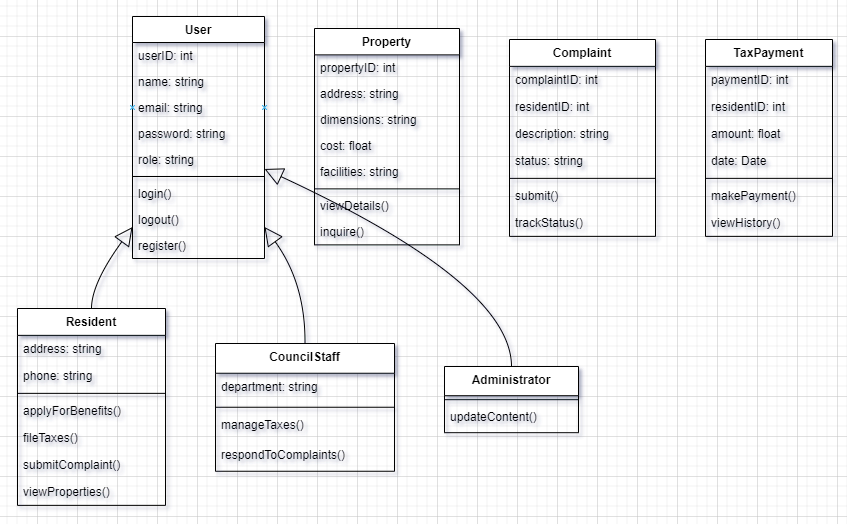 User
userID: int
name: string
email: string
password: string
role: string
login()
logout()
register()
Property
propertyID: int
address: string
dimensions: string
cost: float
facilities: string
viewDetails()
inquire()
Complaint
complaintID: int
residentID: int
description: string
status: string
submit()
trackStatus()
TaxPayment
paymentID: int
residentID: int
amount: float
date: Date
makePayment()
viewHistory()
Resident
address: string
phone: string
applyForBenefits()
fileTaxes()
submitComplaint()
viewProperties()
CouncilStaff
department: string
manageTaxes()
respondToComplaints()
Administrator
updateContent()